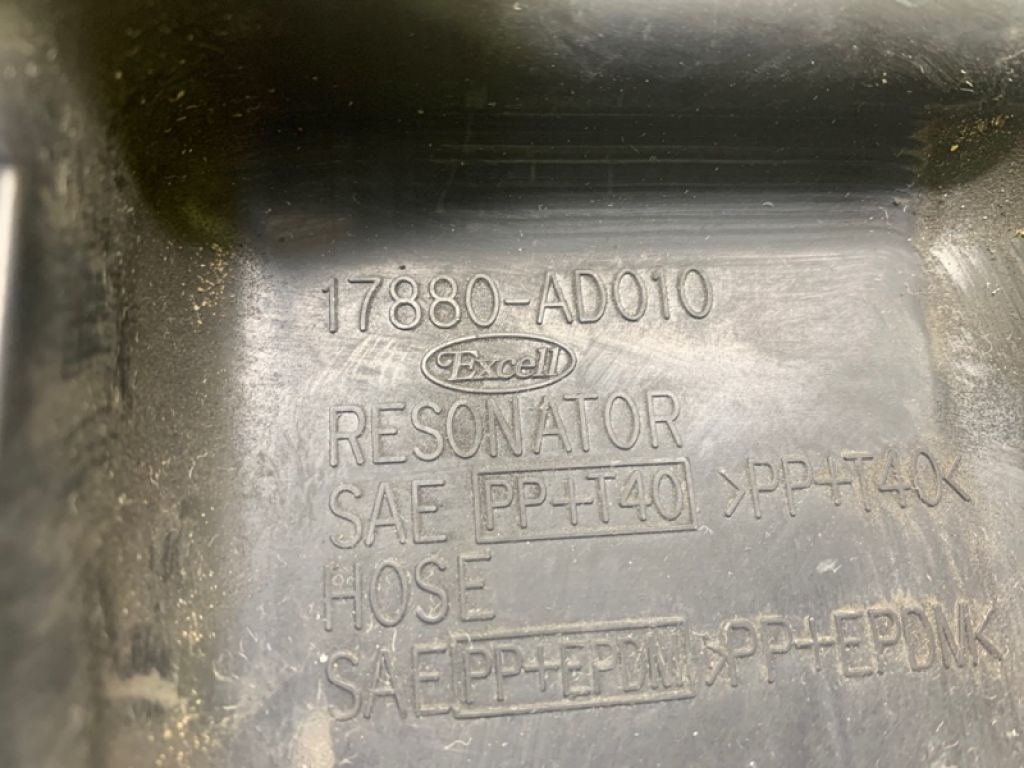 17880-AD010
Excell
RESONATOR
SAE PP+T40 >PP+T40<
HOSE
SAE PP+EPDM >PP+EPDM<